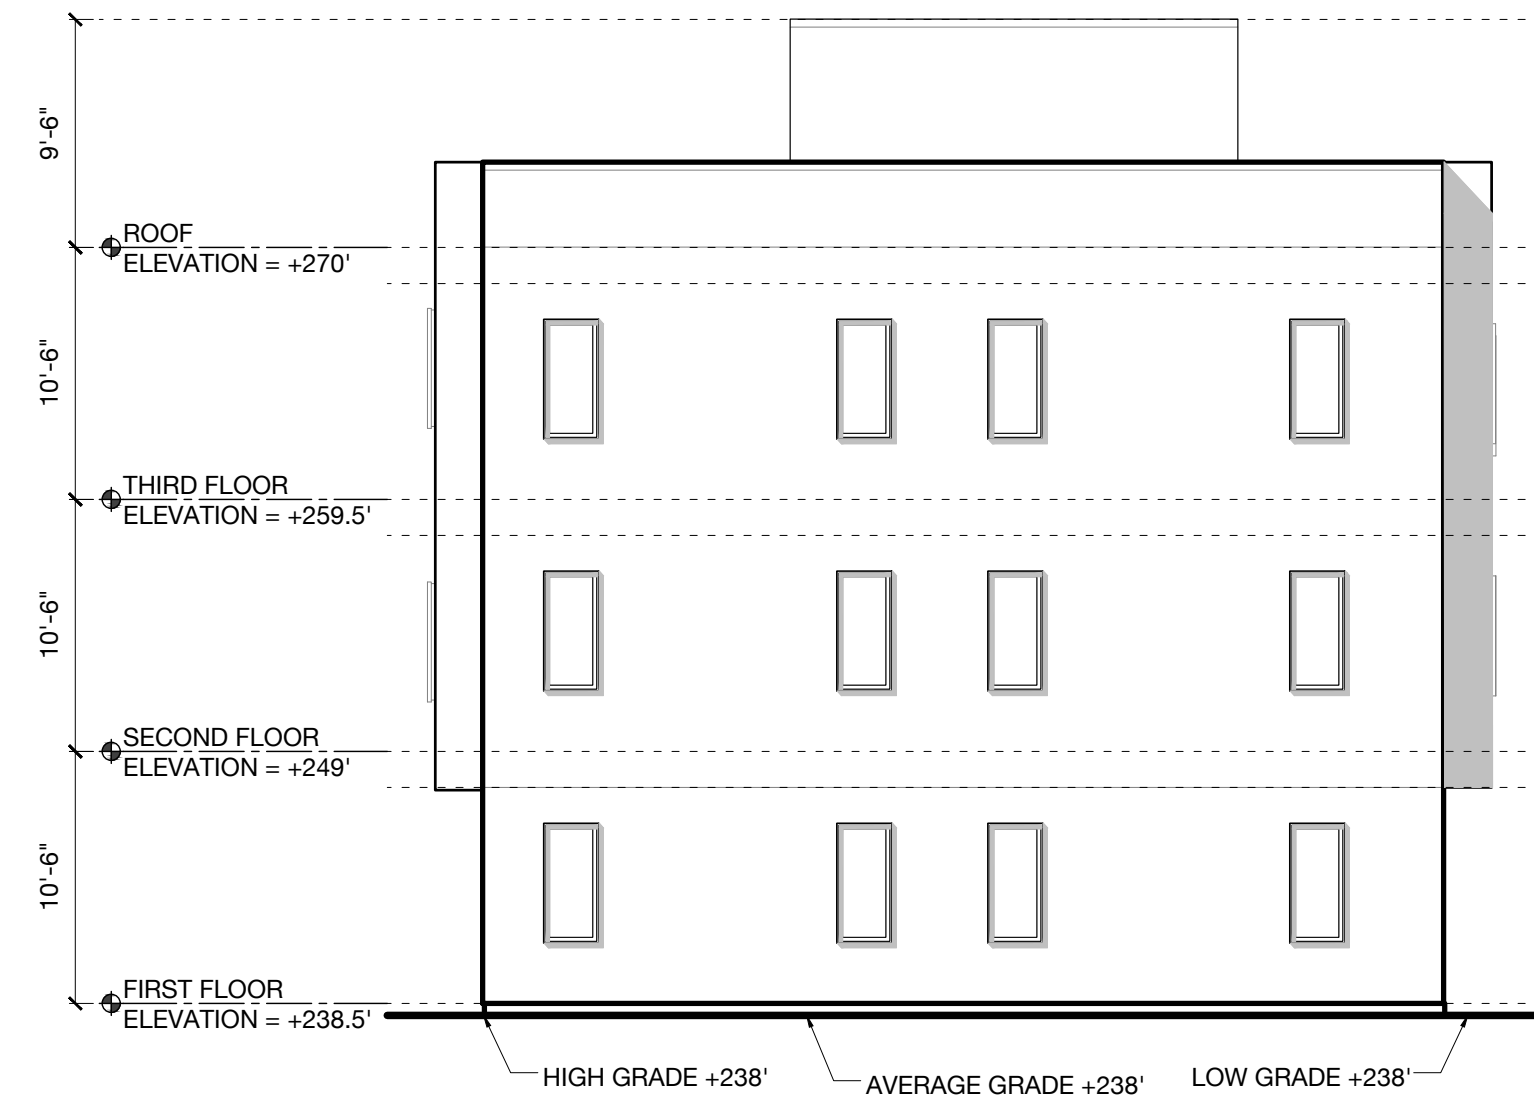 9'-6"
ROOF
ELEVATION = +270'
10'-6"
THIRD FLOOR
ELEVATION = +259.5'
10'-6"
SECOND FLOOR
ELEVATION = +249'
10'-6"
FIRST FLOOR
ELEVATION = +238.5'
HIGH GRADE +238'
AVERAGE GRADE +238'
LOW GRADE +238'